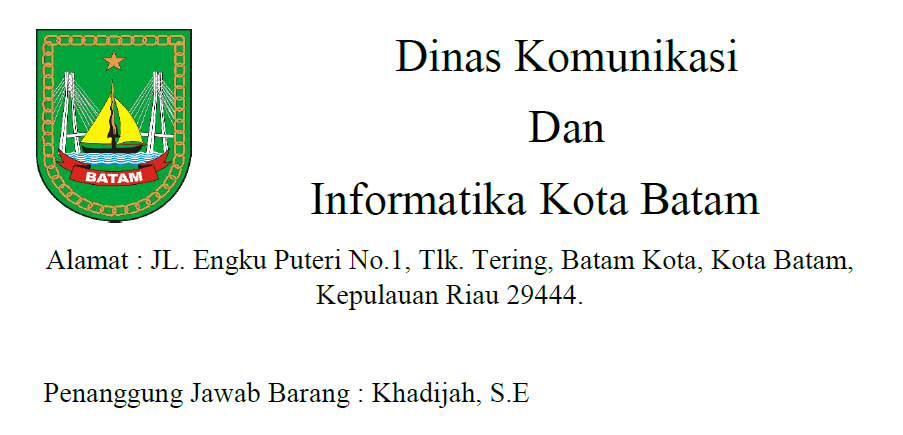 BATAM
Dinas Komunikasi
Dan
Informatika Kota Batam
Alamat : JL. Engku Puteri No.1, Tlk. Tering, Batam Kota, Kota Batam,
Kepulauan Riau 29444.
Penanggung Jawab Barang : Khadijah, S.E